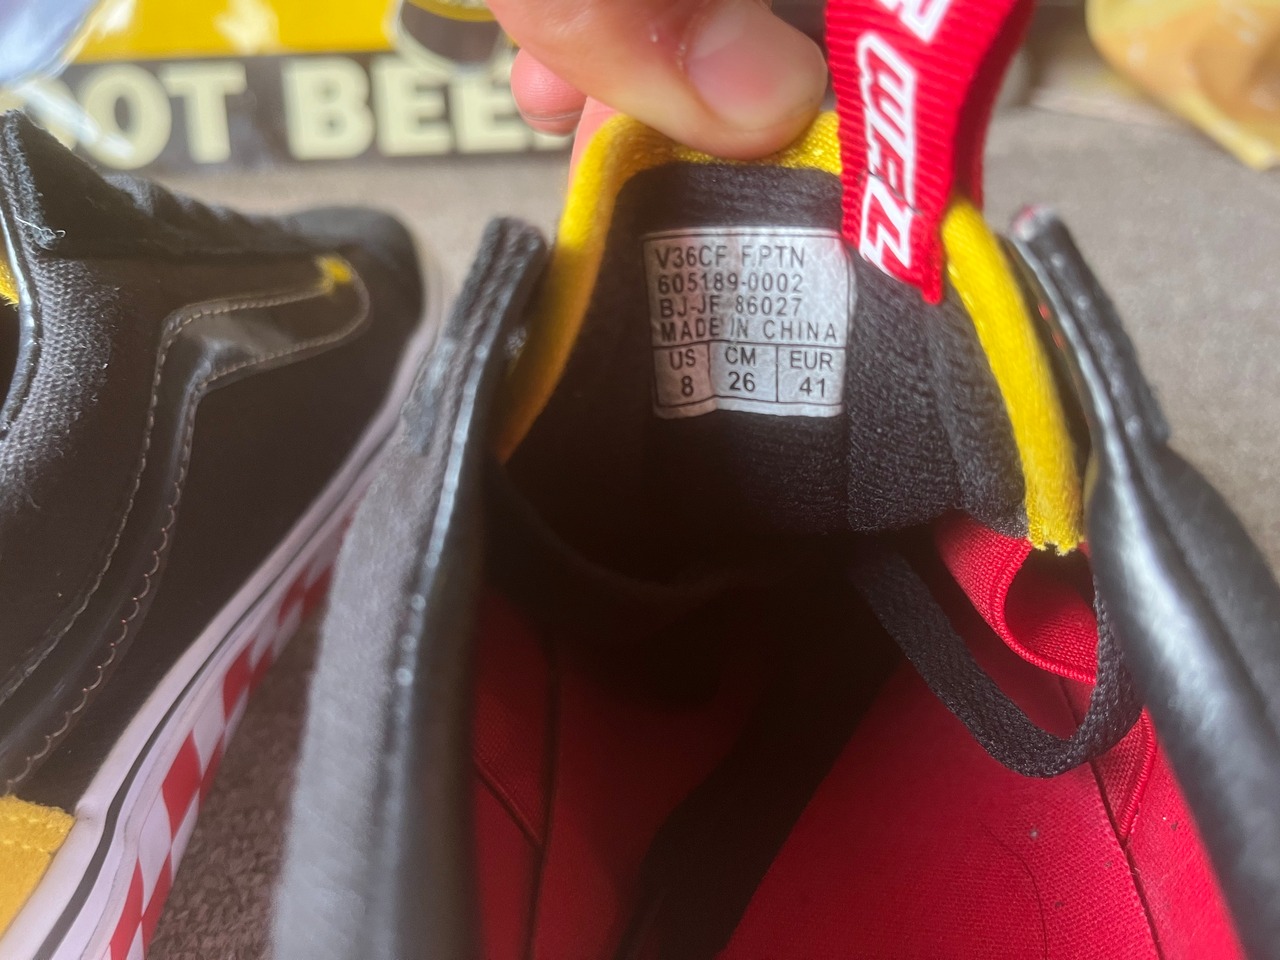 OOT BEE
V36CF F.PTN
605189-0002
BJ-JF 86027
MADE IN CHINA
US CM EUR
8 26 41